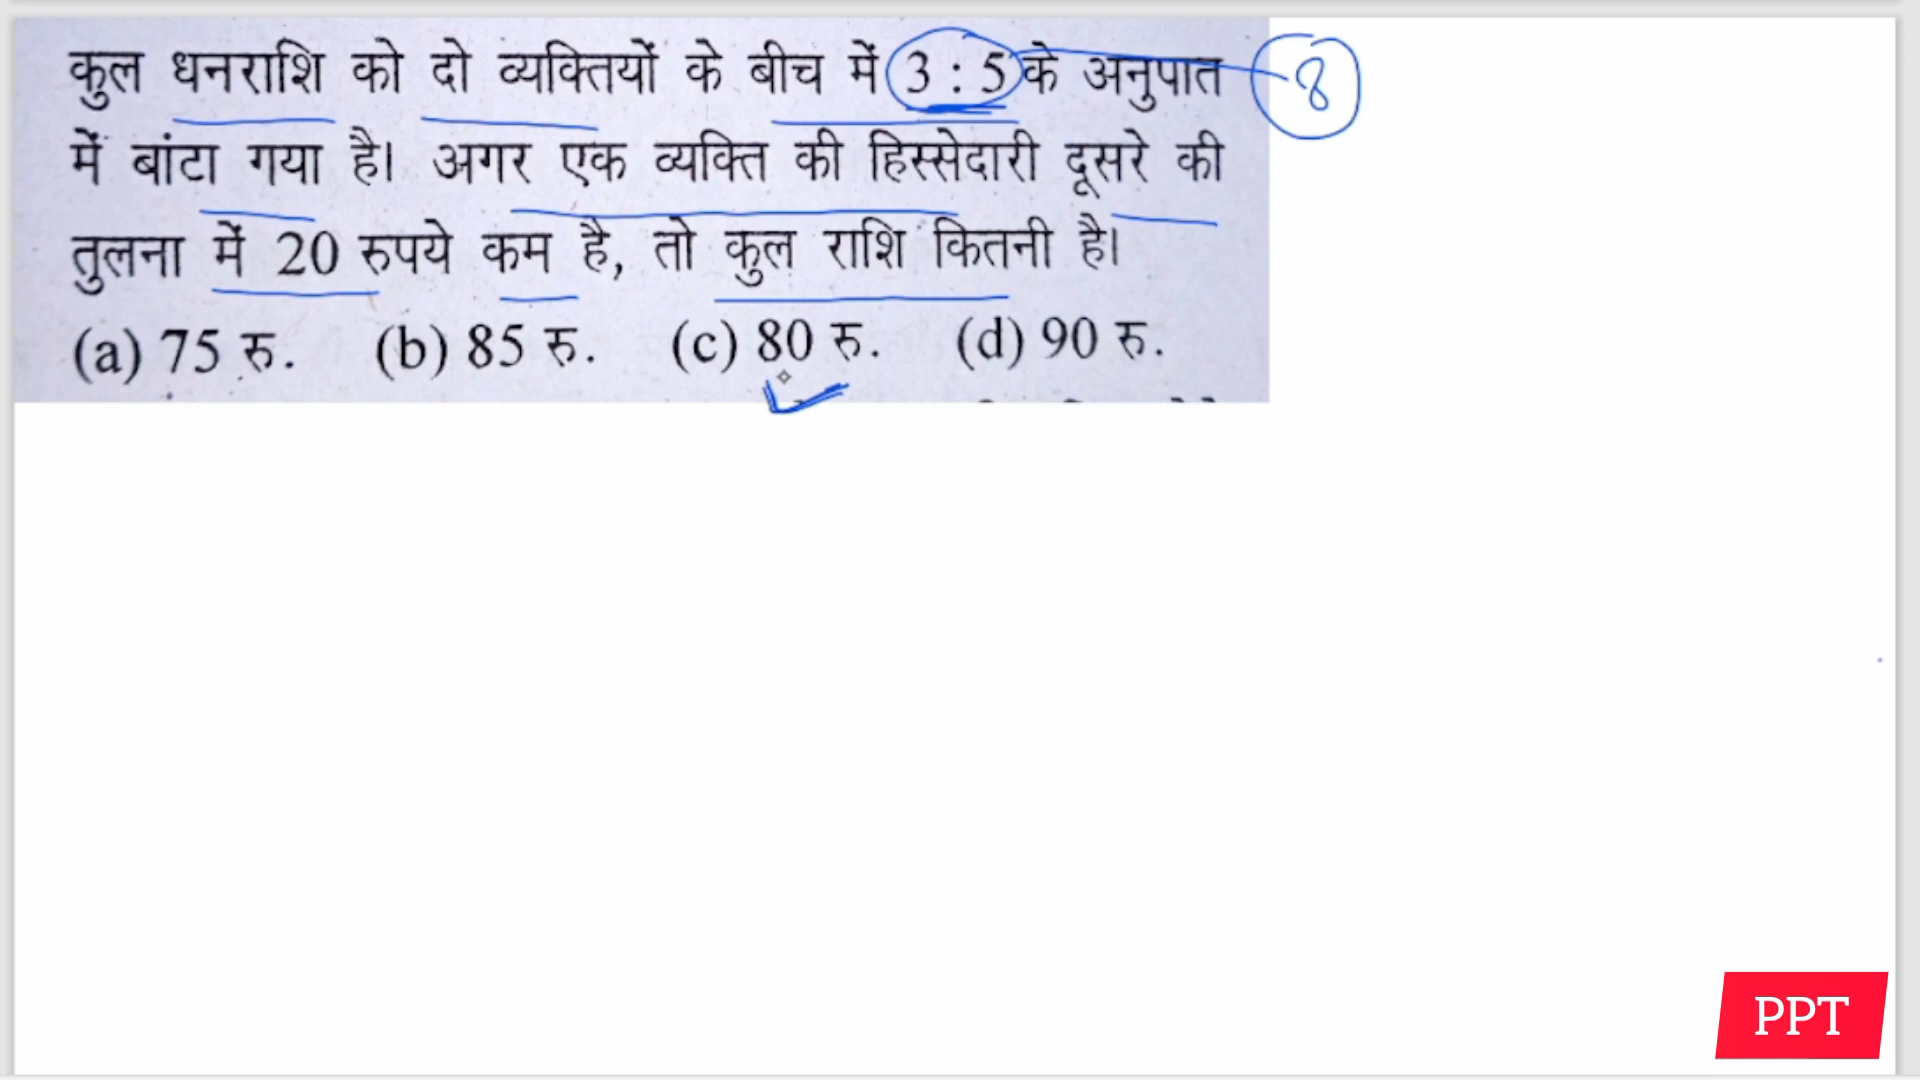 कुल धनराशि को दो व्यक्तियों के बीच में 3 : 5 के अनुपात 8
में बांटा गया है। अगर एक व्यक्ति की हिस्सेदारी दूसरे की
तुलना में 20 रुपये कम है, तो कुल राशि कितनी है।
(a) 75 रु. (b) 85 रु. (c) 80 रु. (d) 90 रु.
PPT